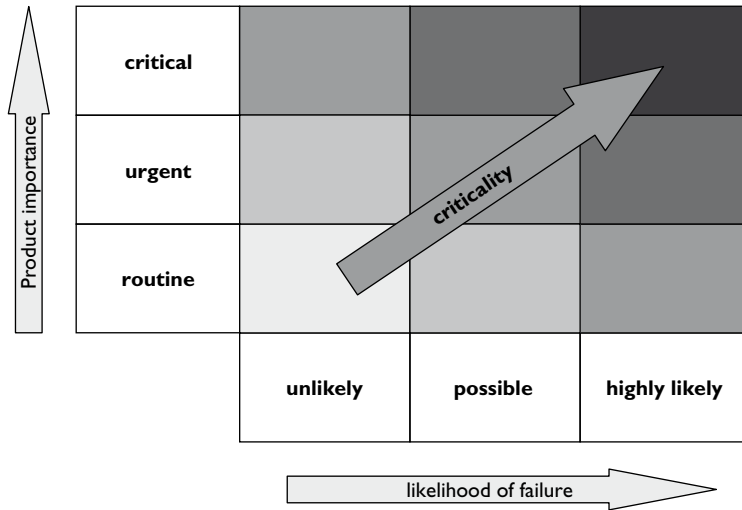 Product importance
critical
urgent
routine
criticality
unlikely
possible
highly likely
likelihood of failure